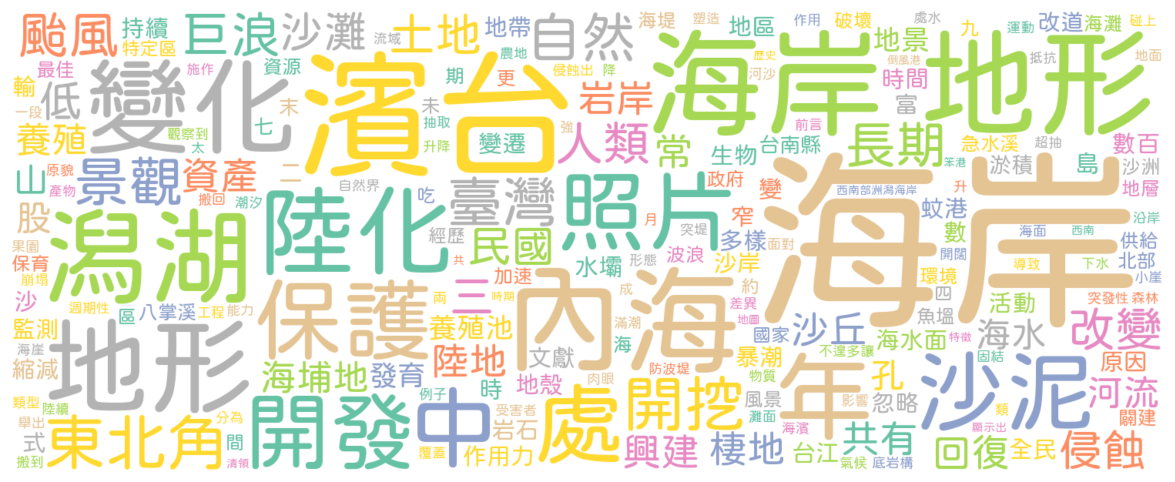 颱風
持續
特定區
巨浪
沙灘
流域
土地
地帶
農地
自然
海堤
塑造
地區
作用
破壞
處水
九
地景
運動
改道
海灘
碰上
抵抗
地面
最佳
施作
資源
侵蝕出
降
歷史
河沙
倒風港
時間
輸
低
變化
期
更
岩岸
海岸
地形
一段
末
濱台
未
抽取
強
前言
富
養殖
觀察到
太
七
升降
變遷
人類
常
生物
台南縣
長期
急水溪
超抽
數百
原貌
產物
景觀
資產
二
自然界
吃
臺灣
照片
政府
變
笨港
淤積
島
沙洲
地層
山
搬回
潮汐
月
突堤
窄
西南部洲潟海岸
升
股
潟湖
陸化
經歷
民國
波浪
多樣
面對
蚊港
數
海面
西南
沿岸
果園
保育
崩塌
共
形態
水壩
沙岸
開闊
供給
北部
沙
週期性
八掌溪
工程
能力
保護
加速
三
內海
成
約
差異
地圖
海岸
環境
導致
下水
小崖
區
兩
時期
四
活動
突發性
森林
監測
地形
養殖池
滿潮
國家
沙丘
魚塭
海水
改變
海崖
縮減
陸地
文獻
海
暴潮
不遑多讓
海水面
特徵
固結
原因
類型
陸續
海埔地
發育
例子
時
地殼
肉眼
防波堤
物質
年
孔
沙泥
河流
舉出
分為
式
東北角
間
開發
中
受害者
岩石
處
開挖
風景
灘面
影響
忽略
類
闢建
搬到
清領
覆蓋
作用力
興建
棲地
海濱
台江
共有
氣候
底岩構
回復
顯示出
全民
侵蝕